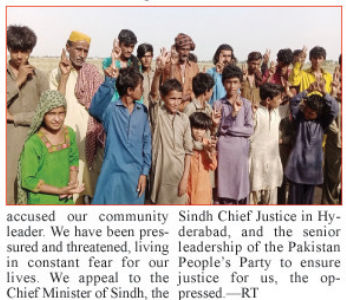 accused our community
leader. We have been pres-
sured and threatened, living
in constant fear for our
lives. We appeal to the
Chief Minister of Sindh, the
Sindh Chief Justice in Hy-
derabad, and the senior
leadership of the Pakistan
People's Party to ensure
justice for us, the op-
pressed.—RT